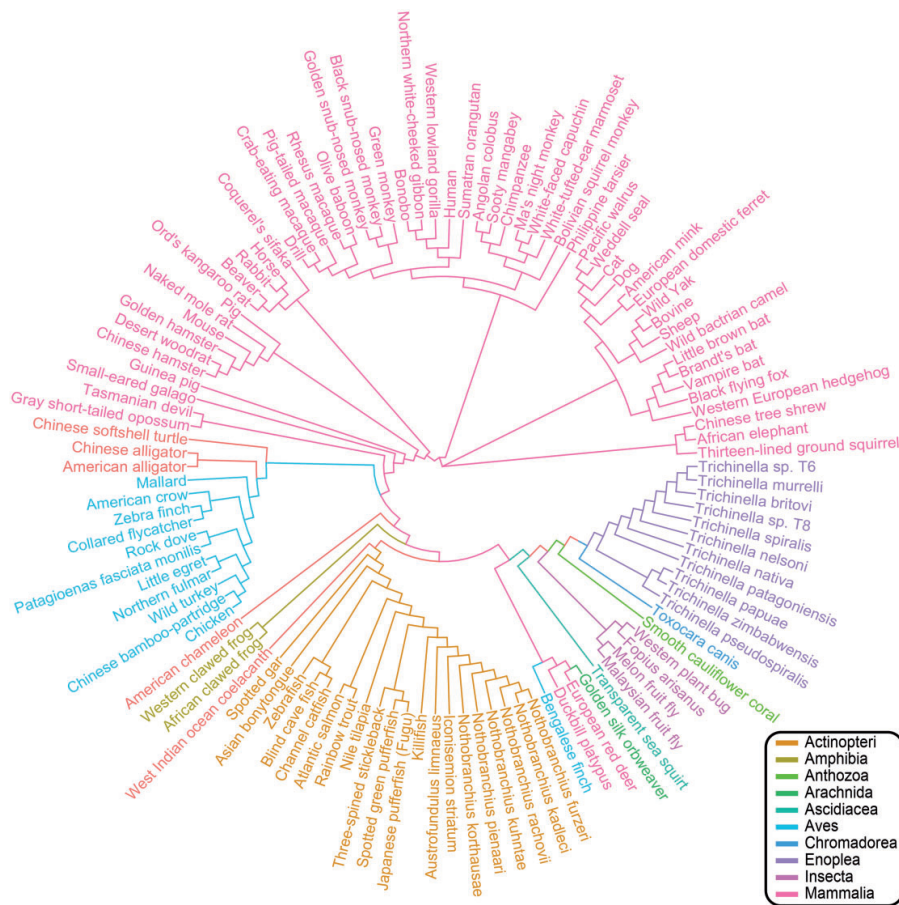 Gray short-tailed opossum
Tasmanian devil
Small-eared galago
Guinea pig
Chinese hamster
Desert woodrat
Golden hamster
Mouse
Naked mole rat
Pig
Ord's kangaroo rat
Beaver
Rabbit
Horse
Coquerel's sifaka
Drill
Crab-eating macaque
Pig-tailed macaque
Rhesus macaque
Olive baboon
Golden snub-nosed monkey
Black snub-nosed monkey
Green monkey
Bonobo
Northern white-cheeked gibbon
Western lowland gorilla
Human
Sumatran orangutan
Angolan colobus
Sooty mangabey
Chimpanzee
Ma's night monkey
White-faced capuchin
White-tufted-ear marmoset
Bolivian squirrel monkey
Philippine tarsier
Pacific walrus
Weddell seal
Cat
Dog
American mink
European domestic ferret
Wild Yak
Bovine
Sheep
Wild bactrian camel
Little brown bat
Brandt's bat
Vampire bat
Black flying fox
Western European hedgehog
Chinese tree shrew
African elephant
Thirteen-lined ground squirrel
Trichinella sp. T6
Trichinella murrelli
Trichinella britovi
Trichinella sp. T8
Trichinella spiralis
Trichinella nelsoni
Trichinella nativa
Trichinella patagoniensis
Trichinella papuae
Trichinella zimbabwensis
Trichinella pseudospiralis
Toxocara canis
Smooth cauliflower coral
Western plant bug
Fopius arisanus
Melon fruit fly
Malaysian fruit fly
Transparent sea squirt
Golden silk orbweaver
European red deer
Duckbill platypus
Bengalese finch
Nothobranchius furzeri
Nothobranchius kadleci
Nothobranchius rachovii
Nothobranchius kuhntae
Nothobranchius pienaari
Nothobranchius korthausae
Iconisemion striatum
Austrofundulus limnaeus
Killifish
Japanese pufferfish (Fugu)
Spotted green pufferfish
Three-spined stickleback
Nile tilapia
Rainbow trout
Atlantic salmon
Channel catfish
Blind cave fish
Zebrafish
Asian bonytongue
Spotted gar
West Indian ocean coelacanth
African clawed frog
Western clawed frog
American chameleon
Chicken
Chinese bamboo-partridge
Wild turkey
Northern fulmar
Little egret
Patagioenas fasciata monilis
Rock dove
Collared flycatcher
Zebra finch
American crow
Mallard
American alligator
Chinese alligator
Chinese softshell turtle
Actinopteri
Amphibia
Anthozoa
Arachnida
Ascidiacea
Aves
Chromadorea
Enoplea
Insecta
Mammalia